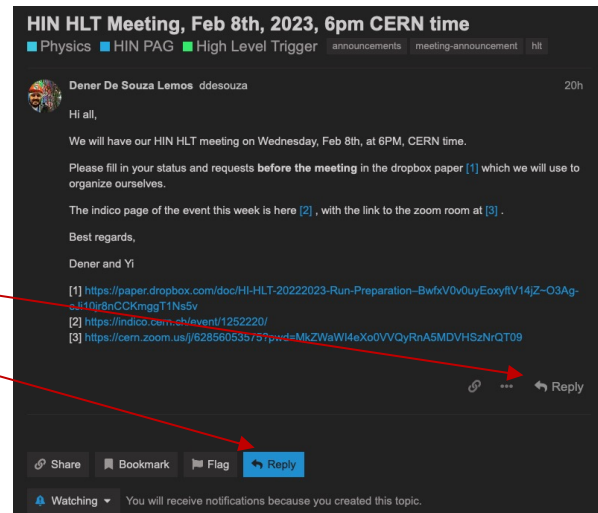 HIN HLT Meeting, Feb 8th, 2023, 6pm CERN time
Physics HIN PAG High Level Trigger announcements meeting-announcement hlt
Dener De Souza Lemos ddesouza 20h
Hi all,
We will have our HIN HLT meeting on Wednesday, Feb 8th, at 6PM, CERN time.
Please fill in your status and requests before the meeting in the dropbox paper [1] which we will use to
organize ourselves.
The indico page of the event this week is here [2] , with the link to the zoom room at [3] .
Best regards,
Dener and Yi
[1] https://paper.dropbox.com/doc/HI-HLT-20222023-Run-Preparation–BwfxV0v0uyEoxyftV14jZ~O3Ag-
eJi10jr8nCCKmggT1Ns5v
[2] https://indico.cern.ch/event/1252220/
[3] https://cern.zoom.us/j/62856053575?pwd=MkZWaWI4eXo0VVQyRnA5MDVHSzNrQT09
Reply
Share Bookmark Flag Reply
Watching You will receive notifications because you created this topic.